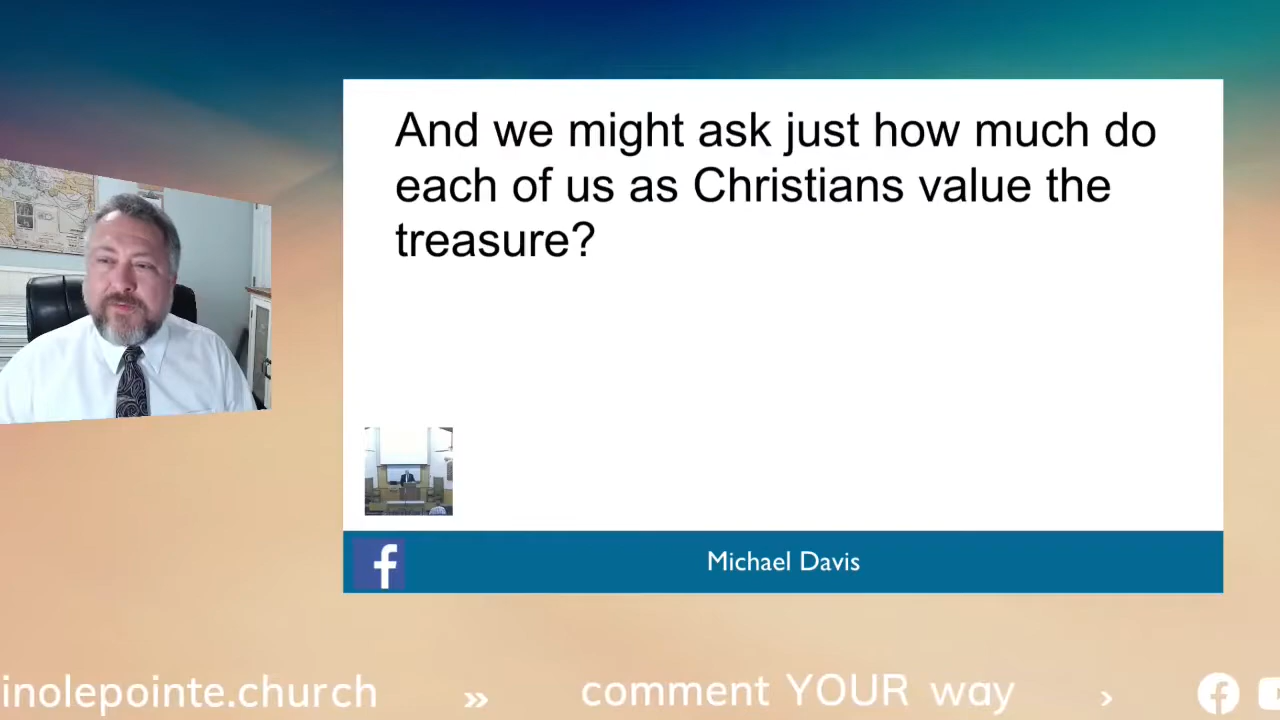 And we might ask just how much do
each of us as Christians value the
treasure?
Michael Davis
inolepointe.church » comment YOUR way ›